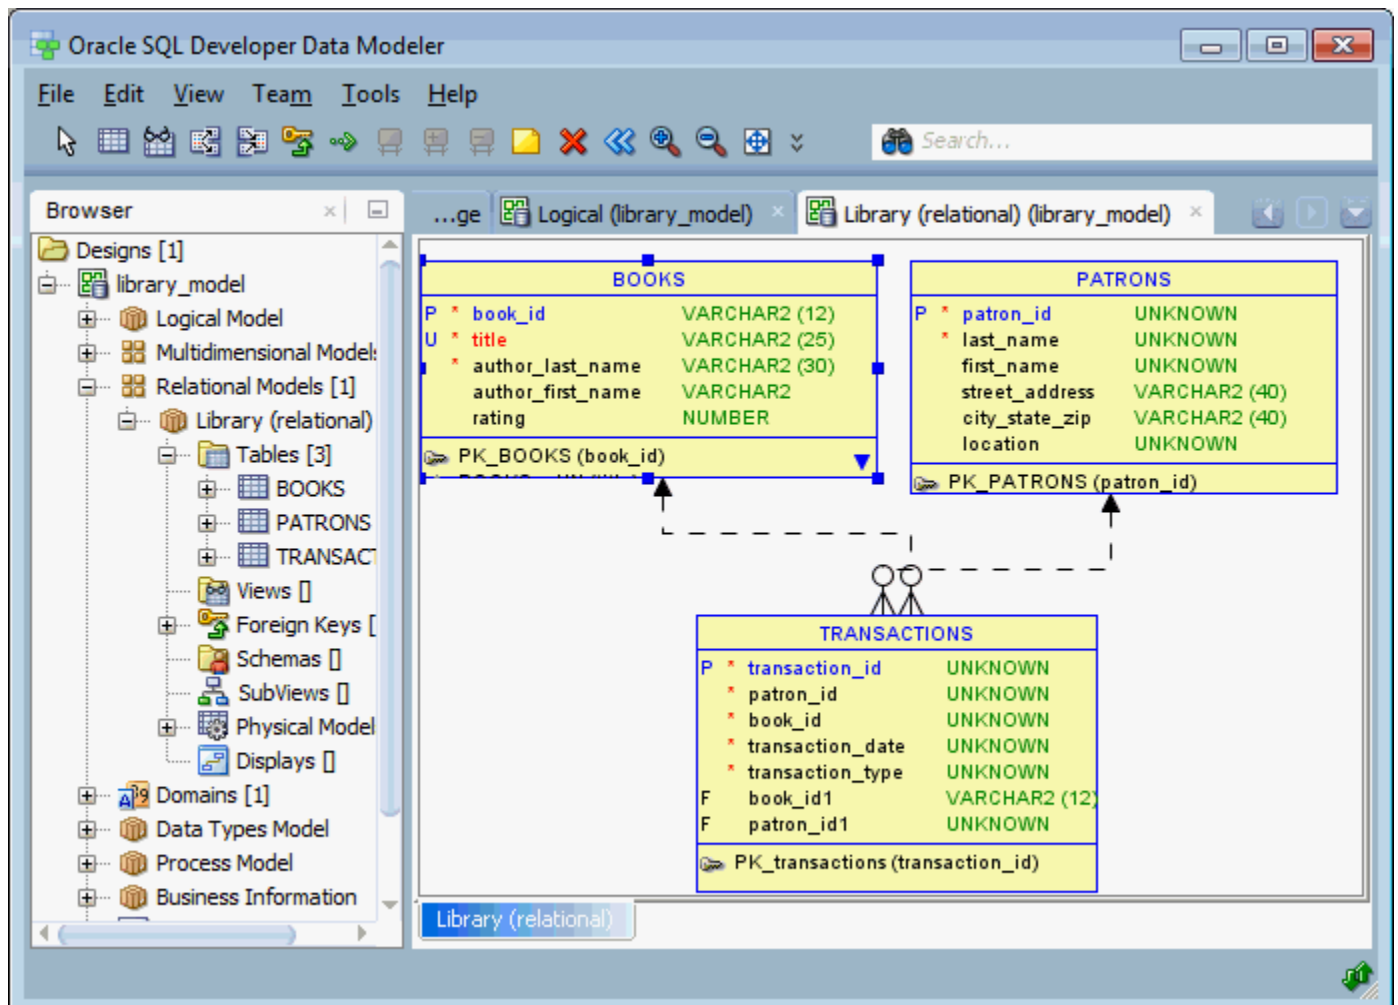 Oracle SQL Developer Data Modeler
File Edit View Team Tools Help
Search...
Browser
Designs [1]
library_model
Logical Model
Multidimensional Models
Relational Models [1]
Library (relational)
Tables [3]
BOOKS
PATRONS
TRANSACT
Views []
Foreign Keys [
Schemas []
SubViews []
Physical Model
Displays []
Domains [1]
Data Types Model
Process Model
Business Information
...ge Logical (library_model) Library (relational) (library_model)
BOOKS
P * book_id VARCHAR2 (12)
U * title VARCHAR2 (25)
* author_last_name VARCHAR2 (30)
author_first_name VARCHAR2
rating NUMBER
PK_BOOKS (book_id)
PATRONS
P * patron_id UNKNOWN
* last_name UNKNOWN
first_name UNKNOWN
street_address VARCHAR2 (40)
city_state_zip VARCHAR2 (40)
location UNKNOWN
PK_PATRONS (patron_id)
TRANSACTIONS
P * transaction_id UNKNOWN
* patron_id UNKNOWN
* book_id UNKNOWN
* transaction_date UNKNOWN
* transaction_type UNKNOWN
F book_id1 VARCHAR2 (12)
F patron_id1 UNKNOWN
PK_transactions (transaction_id)
Library (relational)